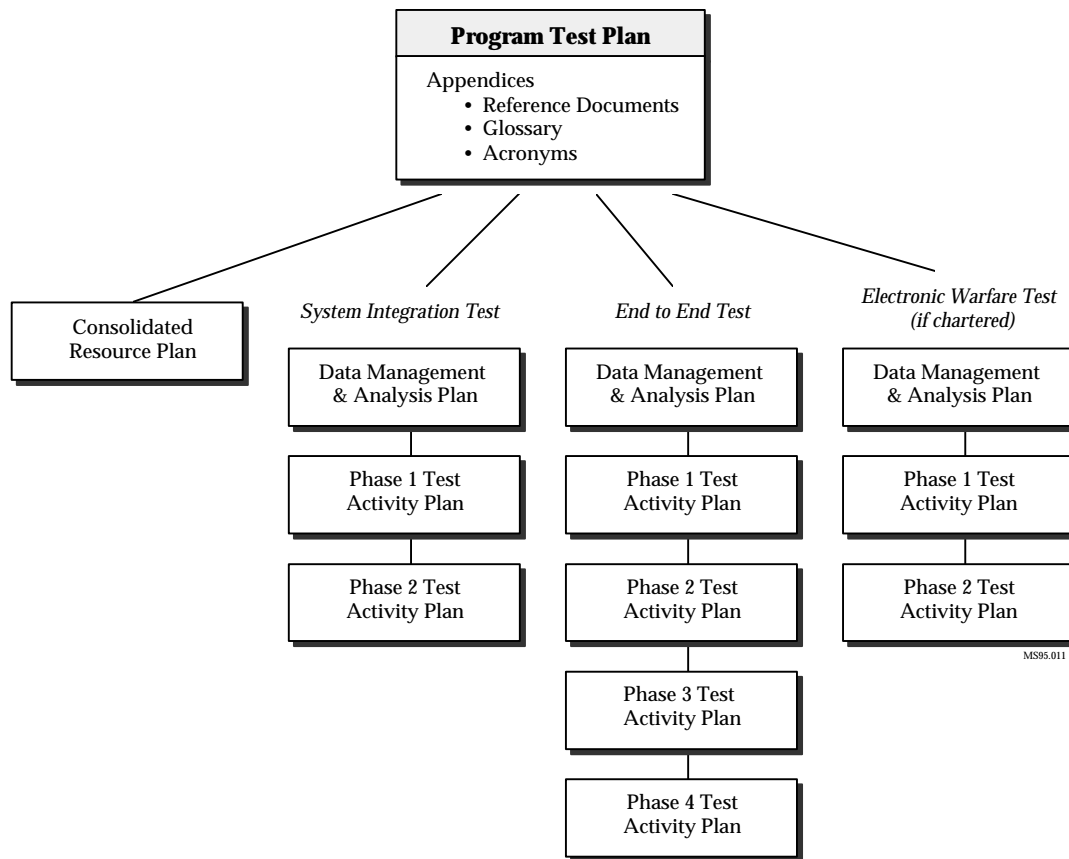 Program Test Plan
Appendices
• Reference Documents
• Glossary
• Acronyms
Consolidated
Resource Plan
System Integration Test
Data Management
& Analysis Plan
Phase 1 Test
Activity Plan
Phase 2 Test
Activity Plan
End to End Test
Data Management
& Analysis Plan
Phase 1 Test
Activity Plan
Phase 2 Test
Activity Plan
Phase 3 Test
Activity Plan
Phase 4 Test
Activity Plan
Electronic Warfare Test
(if chartered)
Data Management
& Analysis Plan
Phase 1 Test
Activity Plan
Phase 2 Test
Activity Plan
MS95.011